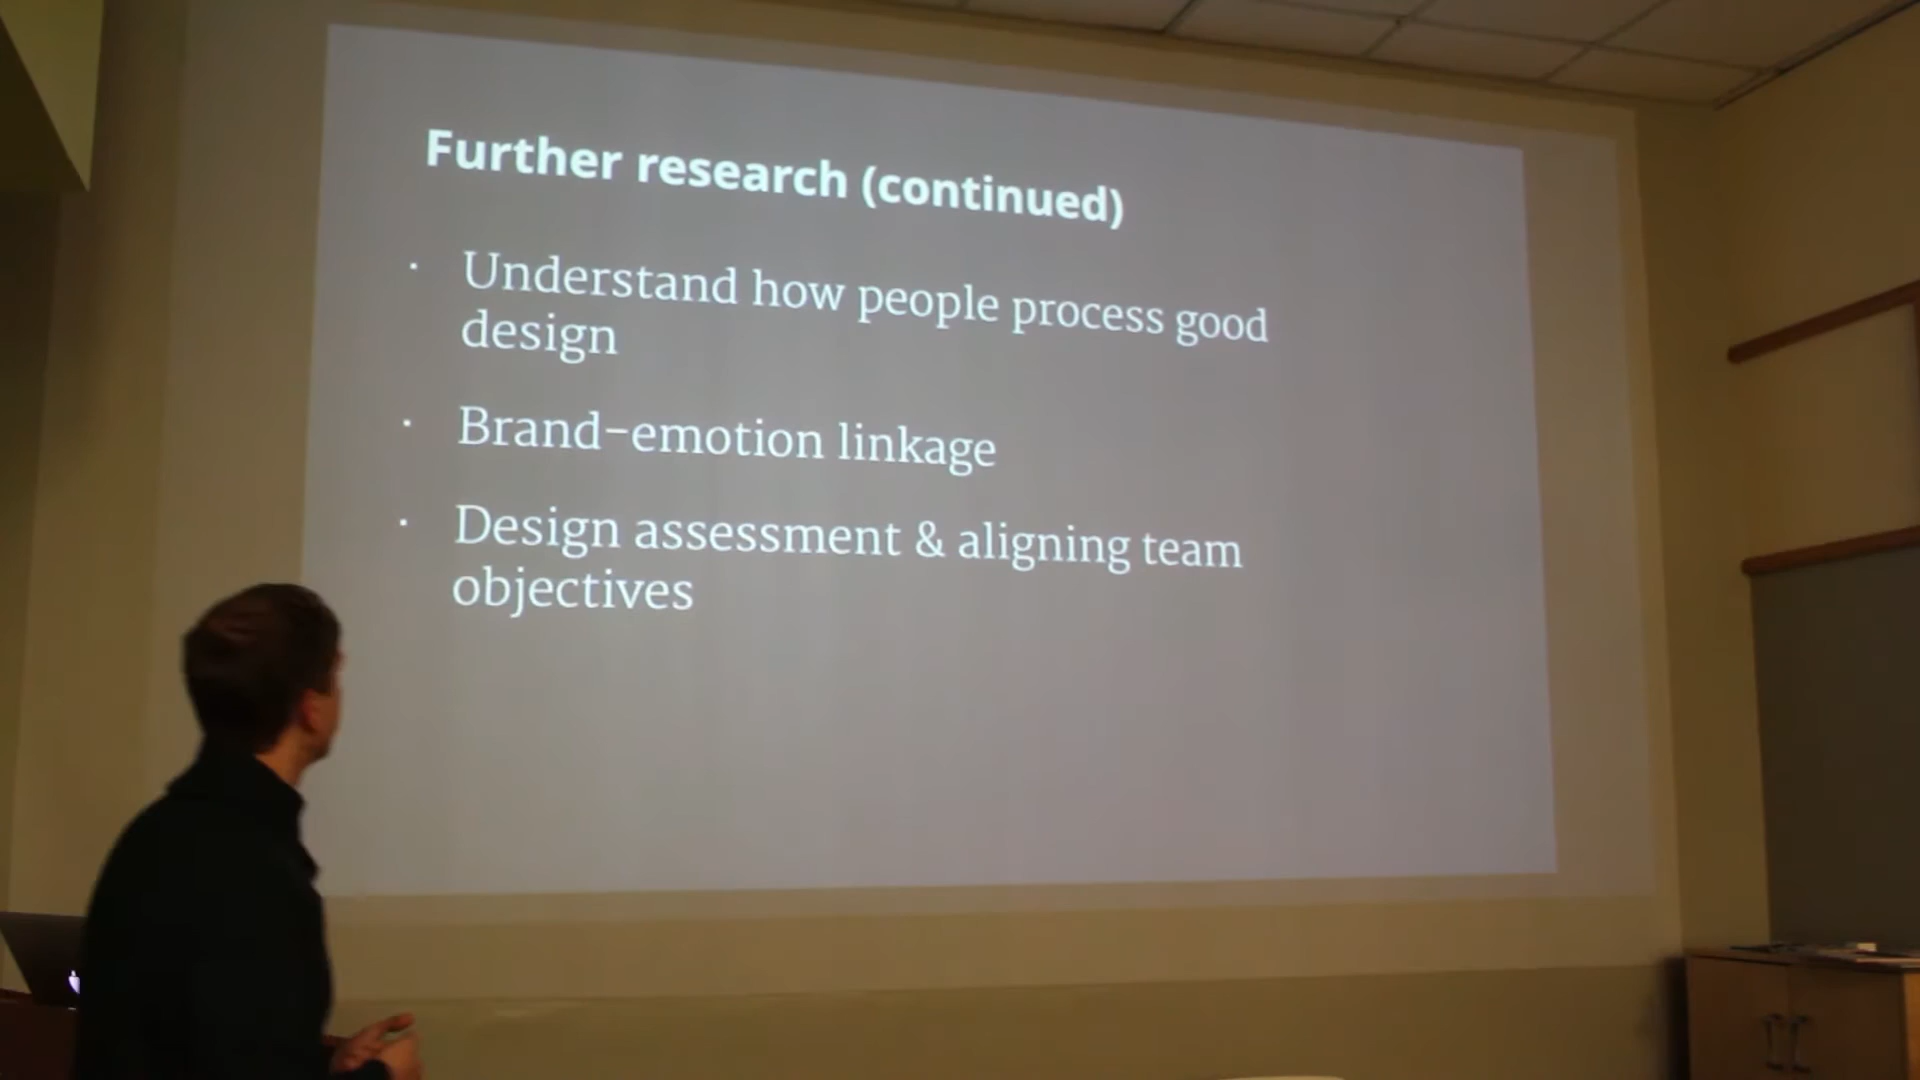 Further research (continued)
· Understand how people process good
design
· Brand-emotion linkage
· Design assessment & aligning team
objectives